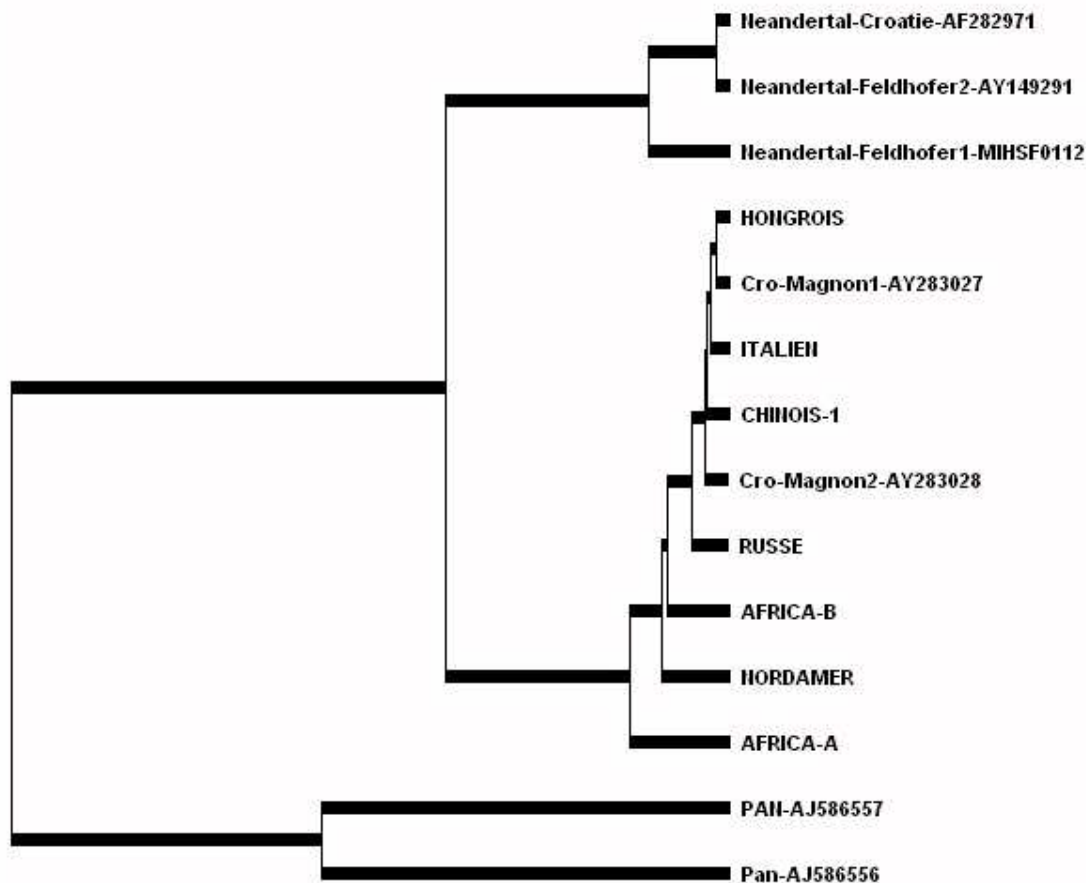 Neandertal-Croatie-AF282971
Neandertal-Feldhofer2-AY149291
Neandertal-Feldhofer1-MIHSF0112
HONGROIS
Cro-Magnon1-AY283027
ITALIEN
CHINOIS-1
Cro-Magnon2-AY283028
RUSSE
AFRICA-B
NORDAMER
AFRICA-A
PAN-AJ586557
Pan-AJ586556